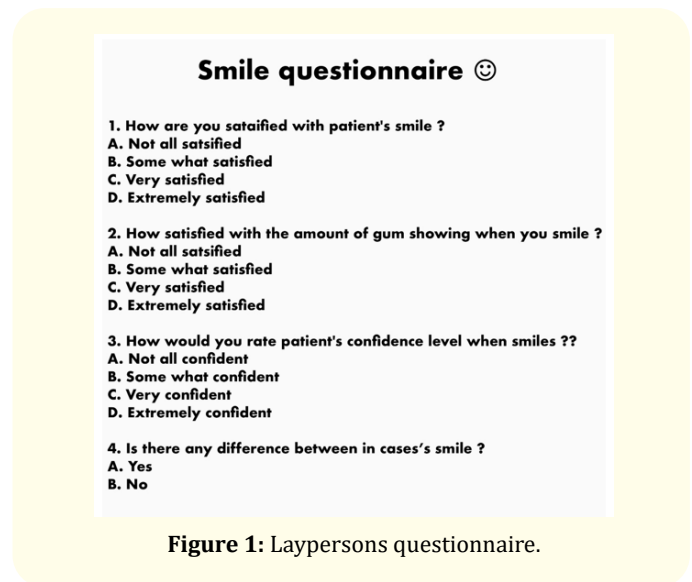 Smile questionnaire ☺
1. How are you sataified with patient's smile ?
A. Not all satsified
B. Some what satisfied
C. Very satisfied
D. Extremely satisfied
2. How satisfied with the amount of gum showing when you smile ?
A. Not all satsified
B. Some what satisfied
C. Very satisfied
D. Extremely satisfied
3. How would you rate patient's confidence level when smiles ??
A. Not all confident
B. Some what confident
C. Very confident
D. Extremely confident
4. Is there any difference between in cases’s smile ?
A. Yes
B. No
Figure 1: Laypersons questionnaire.